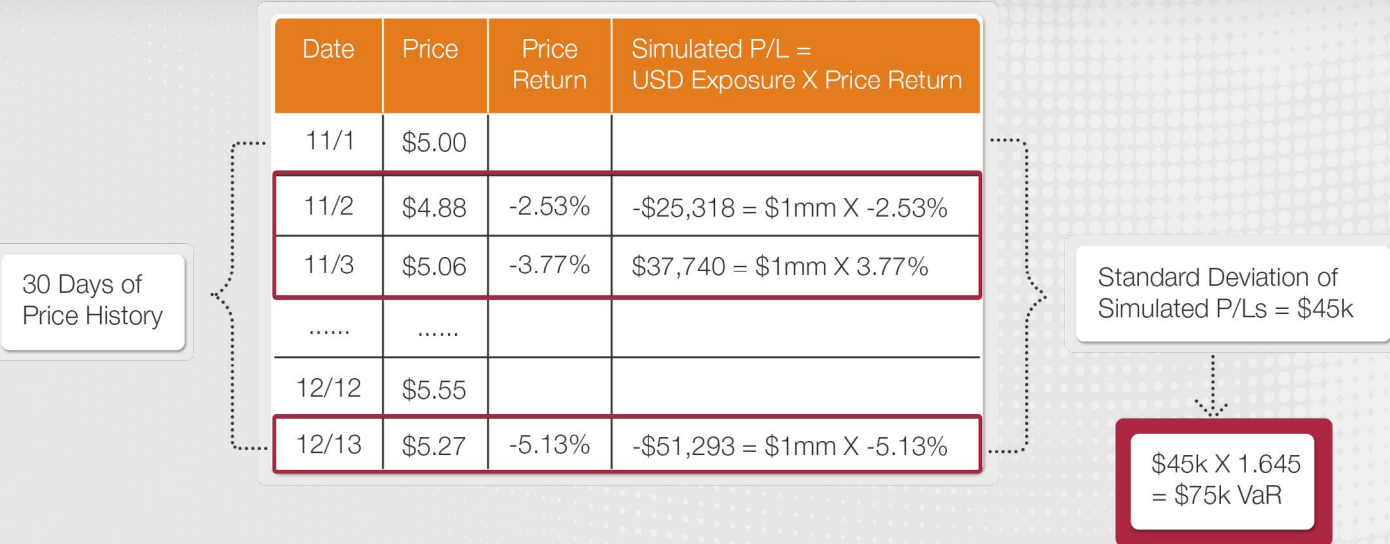 Date Price Price Return Simulated P/L = USD Exposure X Price Return
11/1 $5.00
11/2 $4.88 -2.53% -$25,318 = $1mm X -2.53%
11/3 $5.06 -3.77% $37,740 = $1mm X 3.77%
...... ......
12/12 $5.55
12/13 $5.27 -5.13% -$51,293 = $1mm X -5.13%
30 Days of
Price History
Standard Deviation of
Simulated P/Ls = $45k
$45k X 1.645
= $75k VaR